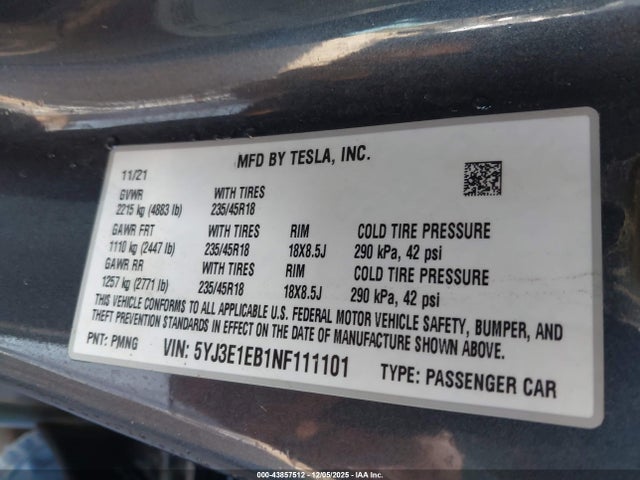 MFD BY TESLA, INC.
11/21
GVWR WITH TIRES
2215 kg (4883 lb) 235/45R18
GAWR FRT WITH TIRES RIM COLD TIRE PRESSURE
1110 kg (2447 lb) 235/45R18 18X8.5J 290 kPa, 42 psi
GAWR RR WITH TIRES RIM COLD TIRE PRESSURE
1257 kg (2771 lb) 235/45R18 18X8.5J 290 kPa, 42 psi
THIS VEHICLE CONFORMS TO ALL APPLICABLE U.S. FEDERAL MOTOR VEHICLE SAFETY, BUMPER, AND
THEFT PREVENTION STANDARDS IN EFFECT ON THE DATE OF MANUFACTURE SHOWN ABOVE.
PNT: PMNG VIN: 5YJ3E1EB1NF111101 TYPE: PASSENGER CAR
000-43857512 - 12/05/2025 - IAA Inc.